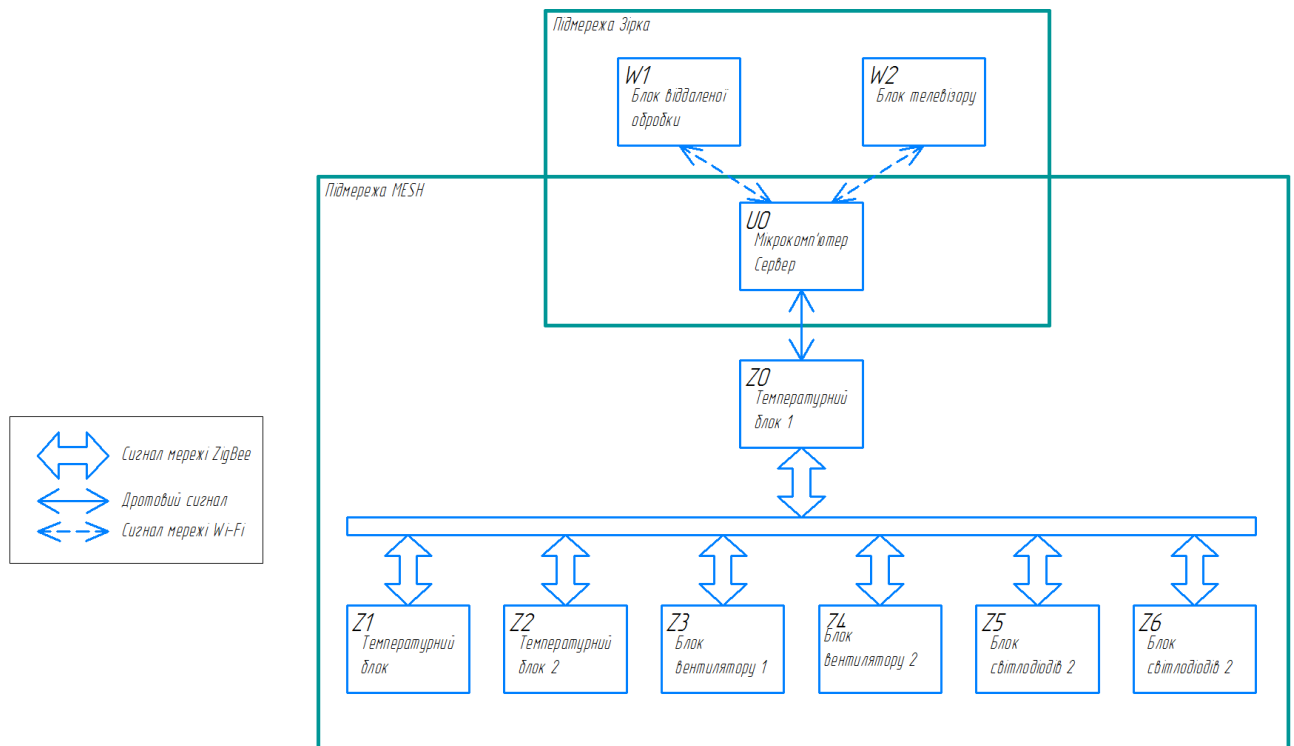 Підмережа Зірка
W1
Блок віддаленої
обробки
W2
Блок телевізору
Підмережа MESH
U0
Мікрокомп'ютер
Сервер
Z0
Температурний
блок 1
Сигнал мережі ZigBee
Дротовий сигнал
Сигнал мережі Wi-Fi
Z1
Температурний
блок
Z2
Температурний
блок 2
Z3
Блок
вентилятору 1
Z4
Блок
вентилятору 2
Z5
Блок
світлодіодів 2
Z6
Блок
світлодіодів 2